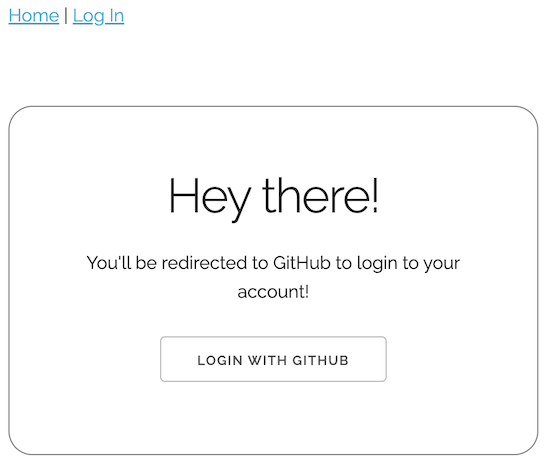 Home | Log In
Hey there!
You'll be redirected to GitHub to login to your
account!
LOGIN WITH GITHUB